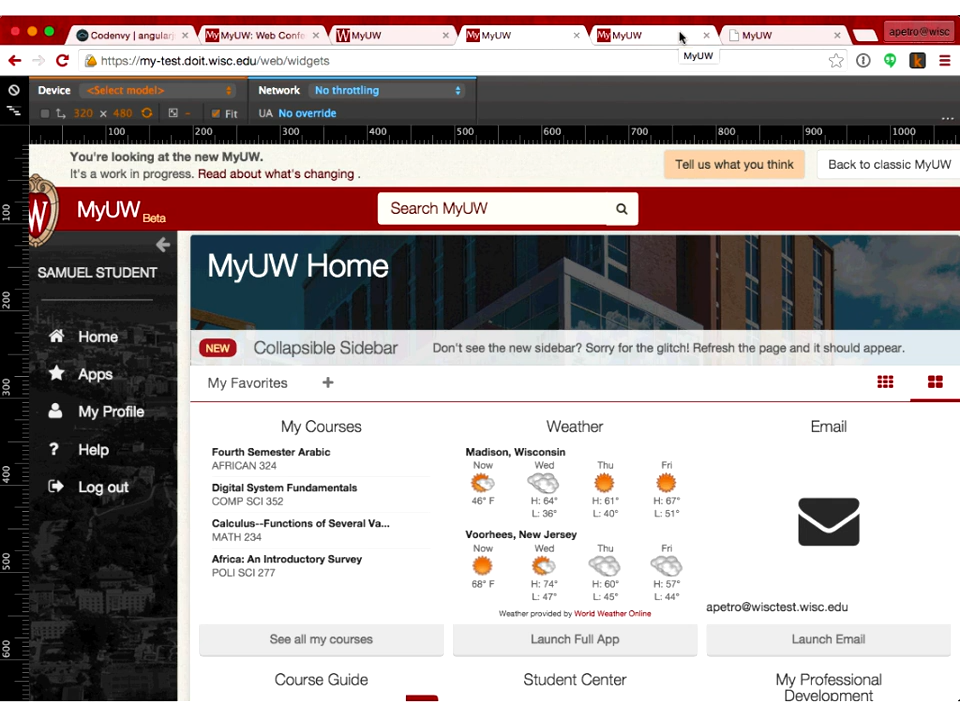 Codenvy | angularj
MyUW: Web Confe
MyUW
MyUW
MyUW
MyUW
apetro@wisc
https://my-test.doit.wisc.edu/web/widgets
MyUW
Device <Select model> Network No throttling
320 × 480 Fit UA No override
...
100 200 300 400 500 600 700 800 900 1000
You're looking at the new MyUW.
It's a work in progress. Read about what's changing .
Tell us what you think
Back to classic MyUW
100
W
MyUW Beta
Search MyUW
SAMUEL STUDENT
MyUW Home
200
Home
NEW Collapsible Sidebar Don't see the new sidebar? Sorry for the glitch! Refresh the page and it should appear.
Apps
300
My Favorites +
My Profile
? Help
400
Log out
500
600
My Courses
Fourth Semester Arabic
AFRICAN 324
Digital System Fundamentals
COMP SCI 352
Calculus--Functions of Several Va...
MATH 234
Africa: An Introductory Survey
POLI SCI 277
See all my courses
Weather
Madison, Wisconsin
Now Wed Thu Fri
46° F H: 64° H: 61° H: 67°
L: 36° L: 40° L: 51°
Voorhees, New Jersey
Now Wed Thu Fri
68° F H: 74° H: 60° H: 57°
L: 47° L: 45° L: 44°
Weather provided by World Weather Online
Launch Full App
Email
apetro@wisctest.wisc.edu
Launch Email
Course Guide
Student Center
My Professional
Development